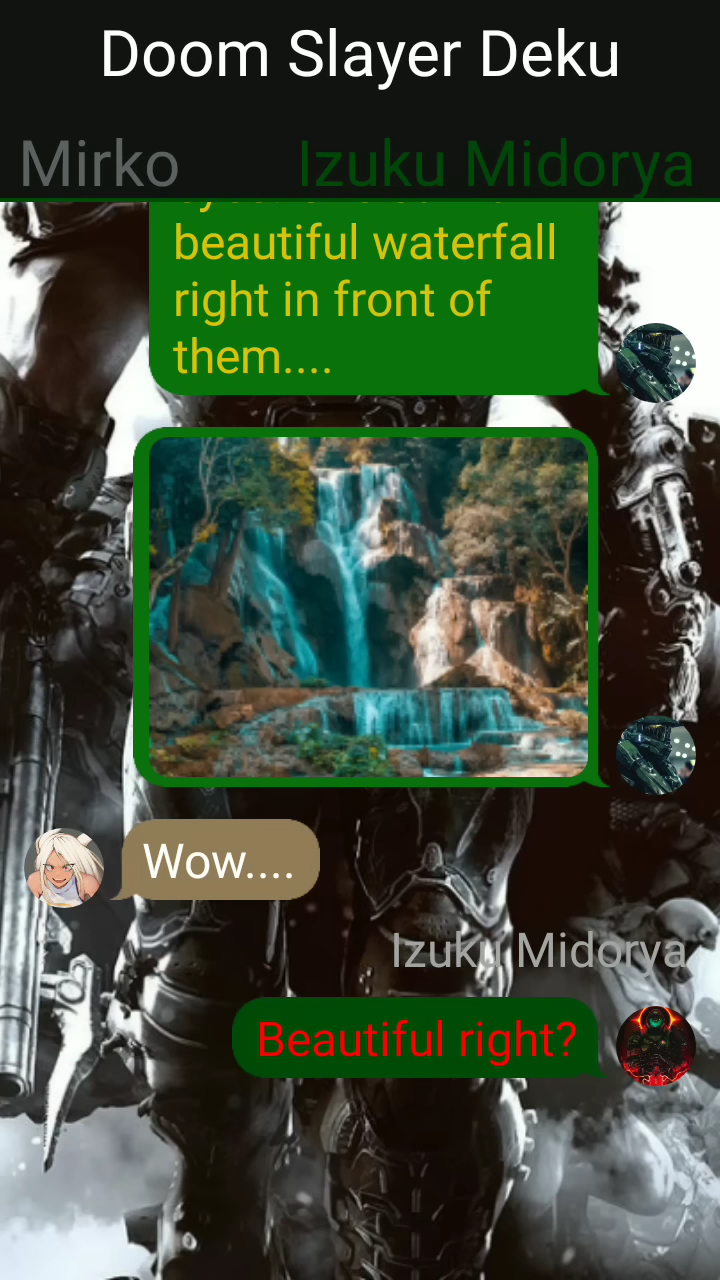 Doom Slayer Deku
Mirko
Izuku Midorya
beautiful waterfall
right in front of
them....
Wow....
Izuku Midorya
Beautiful right?